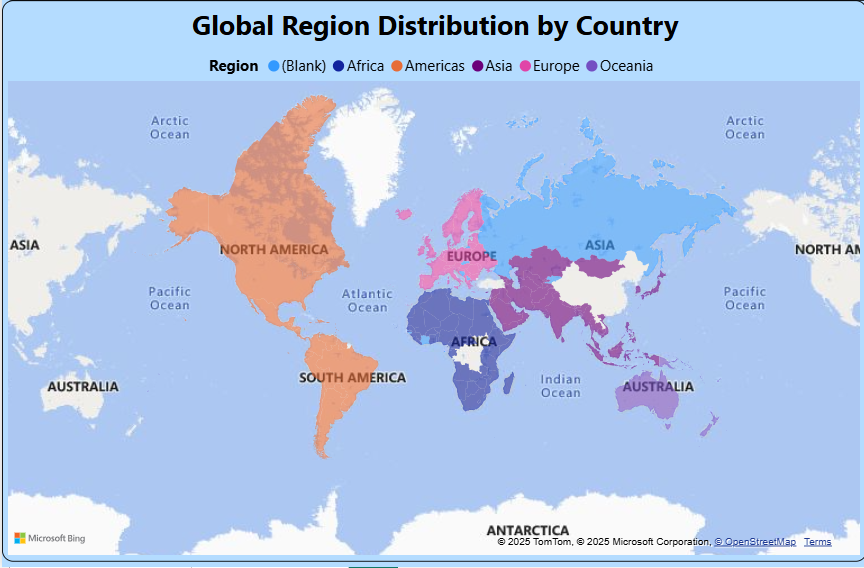 Global Region Distribution by Country
Region (Blank) Africa Americas Asia Europe Oceania
Arctic
Ocean
Arctic
Ocean
ASIA
NORTH AMERICA
EUROPE
ASIA
NORTH AM
Pacific
Ocean
Atlantic
Ocean
Pacific
Ocean
AFRICA
AUSTRALIA
SOUTH AMERICA
Indian
Ocean
AUSTRALIA
ANTARCTICA
Microsoft Bing
© 2025 TomTom, © 2025 Microsoft Corporation, © OpenStreetMap Terms